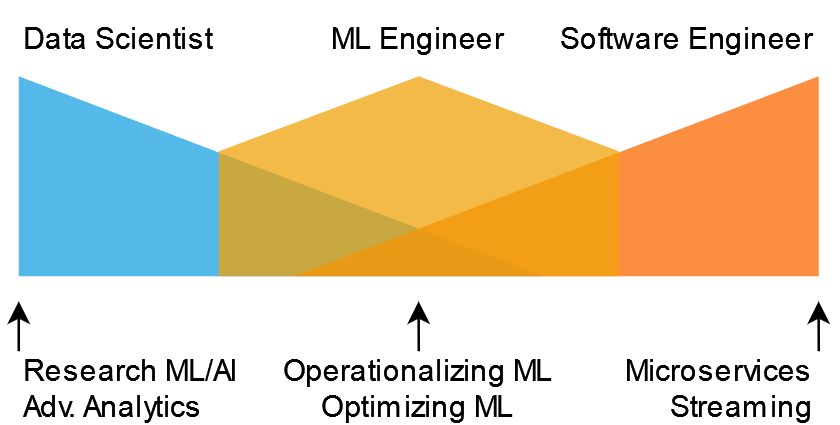 Data Scientist
ML Engineer
Software Engineer
Research ML/AI
Adv. Analytics
Operationalizing ML
Optimizing ML
Microservices
Streaming